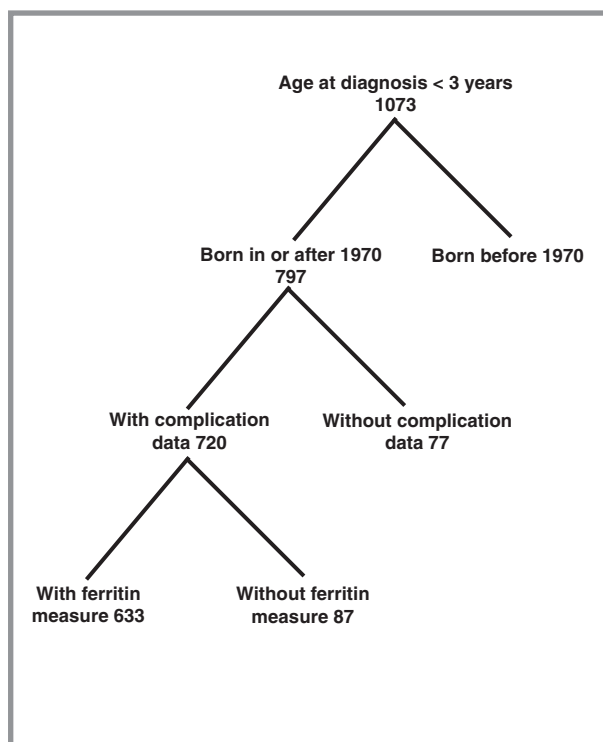 Age at diagnosis < 3 years
1073
Born in or after 1970
797
Born before 1970
With complication
data 720
Without complication
data 77
With ferritin
measure 633
Without ferritin
measure 87